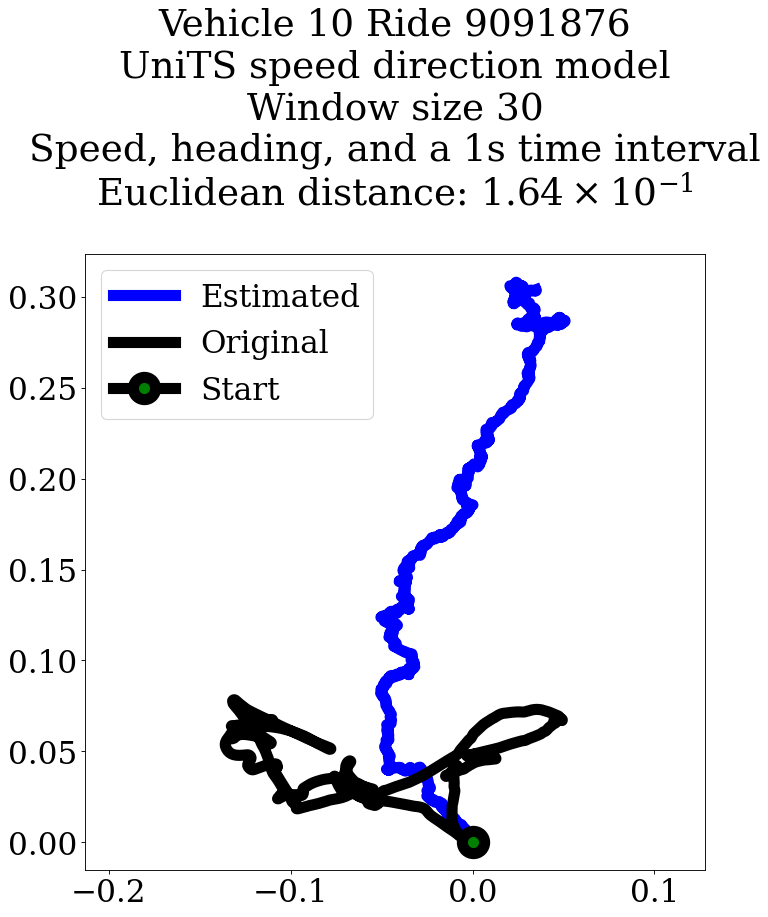 Vehicle 10 Ride 9091876
UniTS speed direction model
Window size 30
Speed, heading, and a 1s time interval
Euclidean distance: 1.64 × 10⁻¹
Estimated
Original
Start
0.30
0.25
0.20
0.15
0.10
0.05
0.00
−0.2
−0.1
0.0
0.1